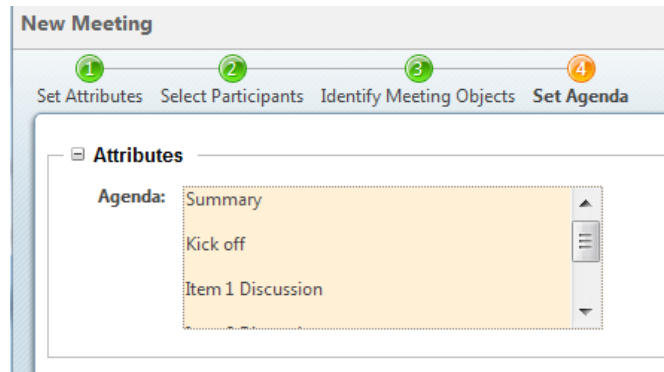 New Meeting
1 2 3 4
Set Attributes Select Participants Identify Meeting Objects Set Agenda
Attributes
Agenda: Summary
Kick off
Item 1 Discussion